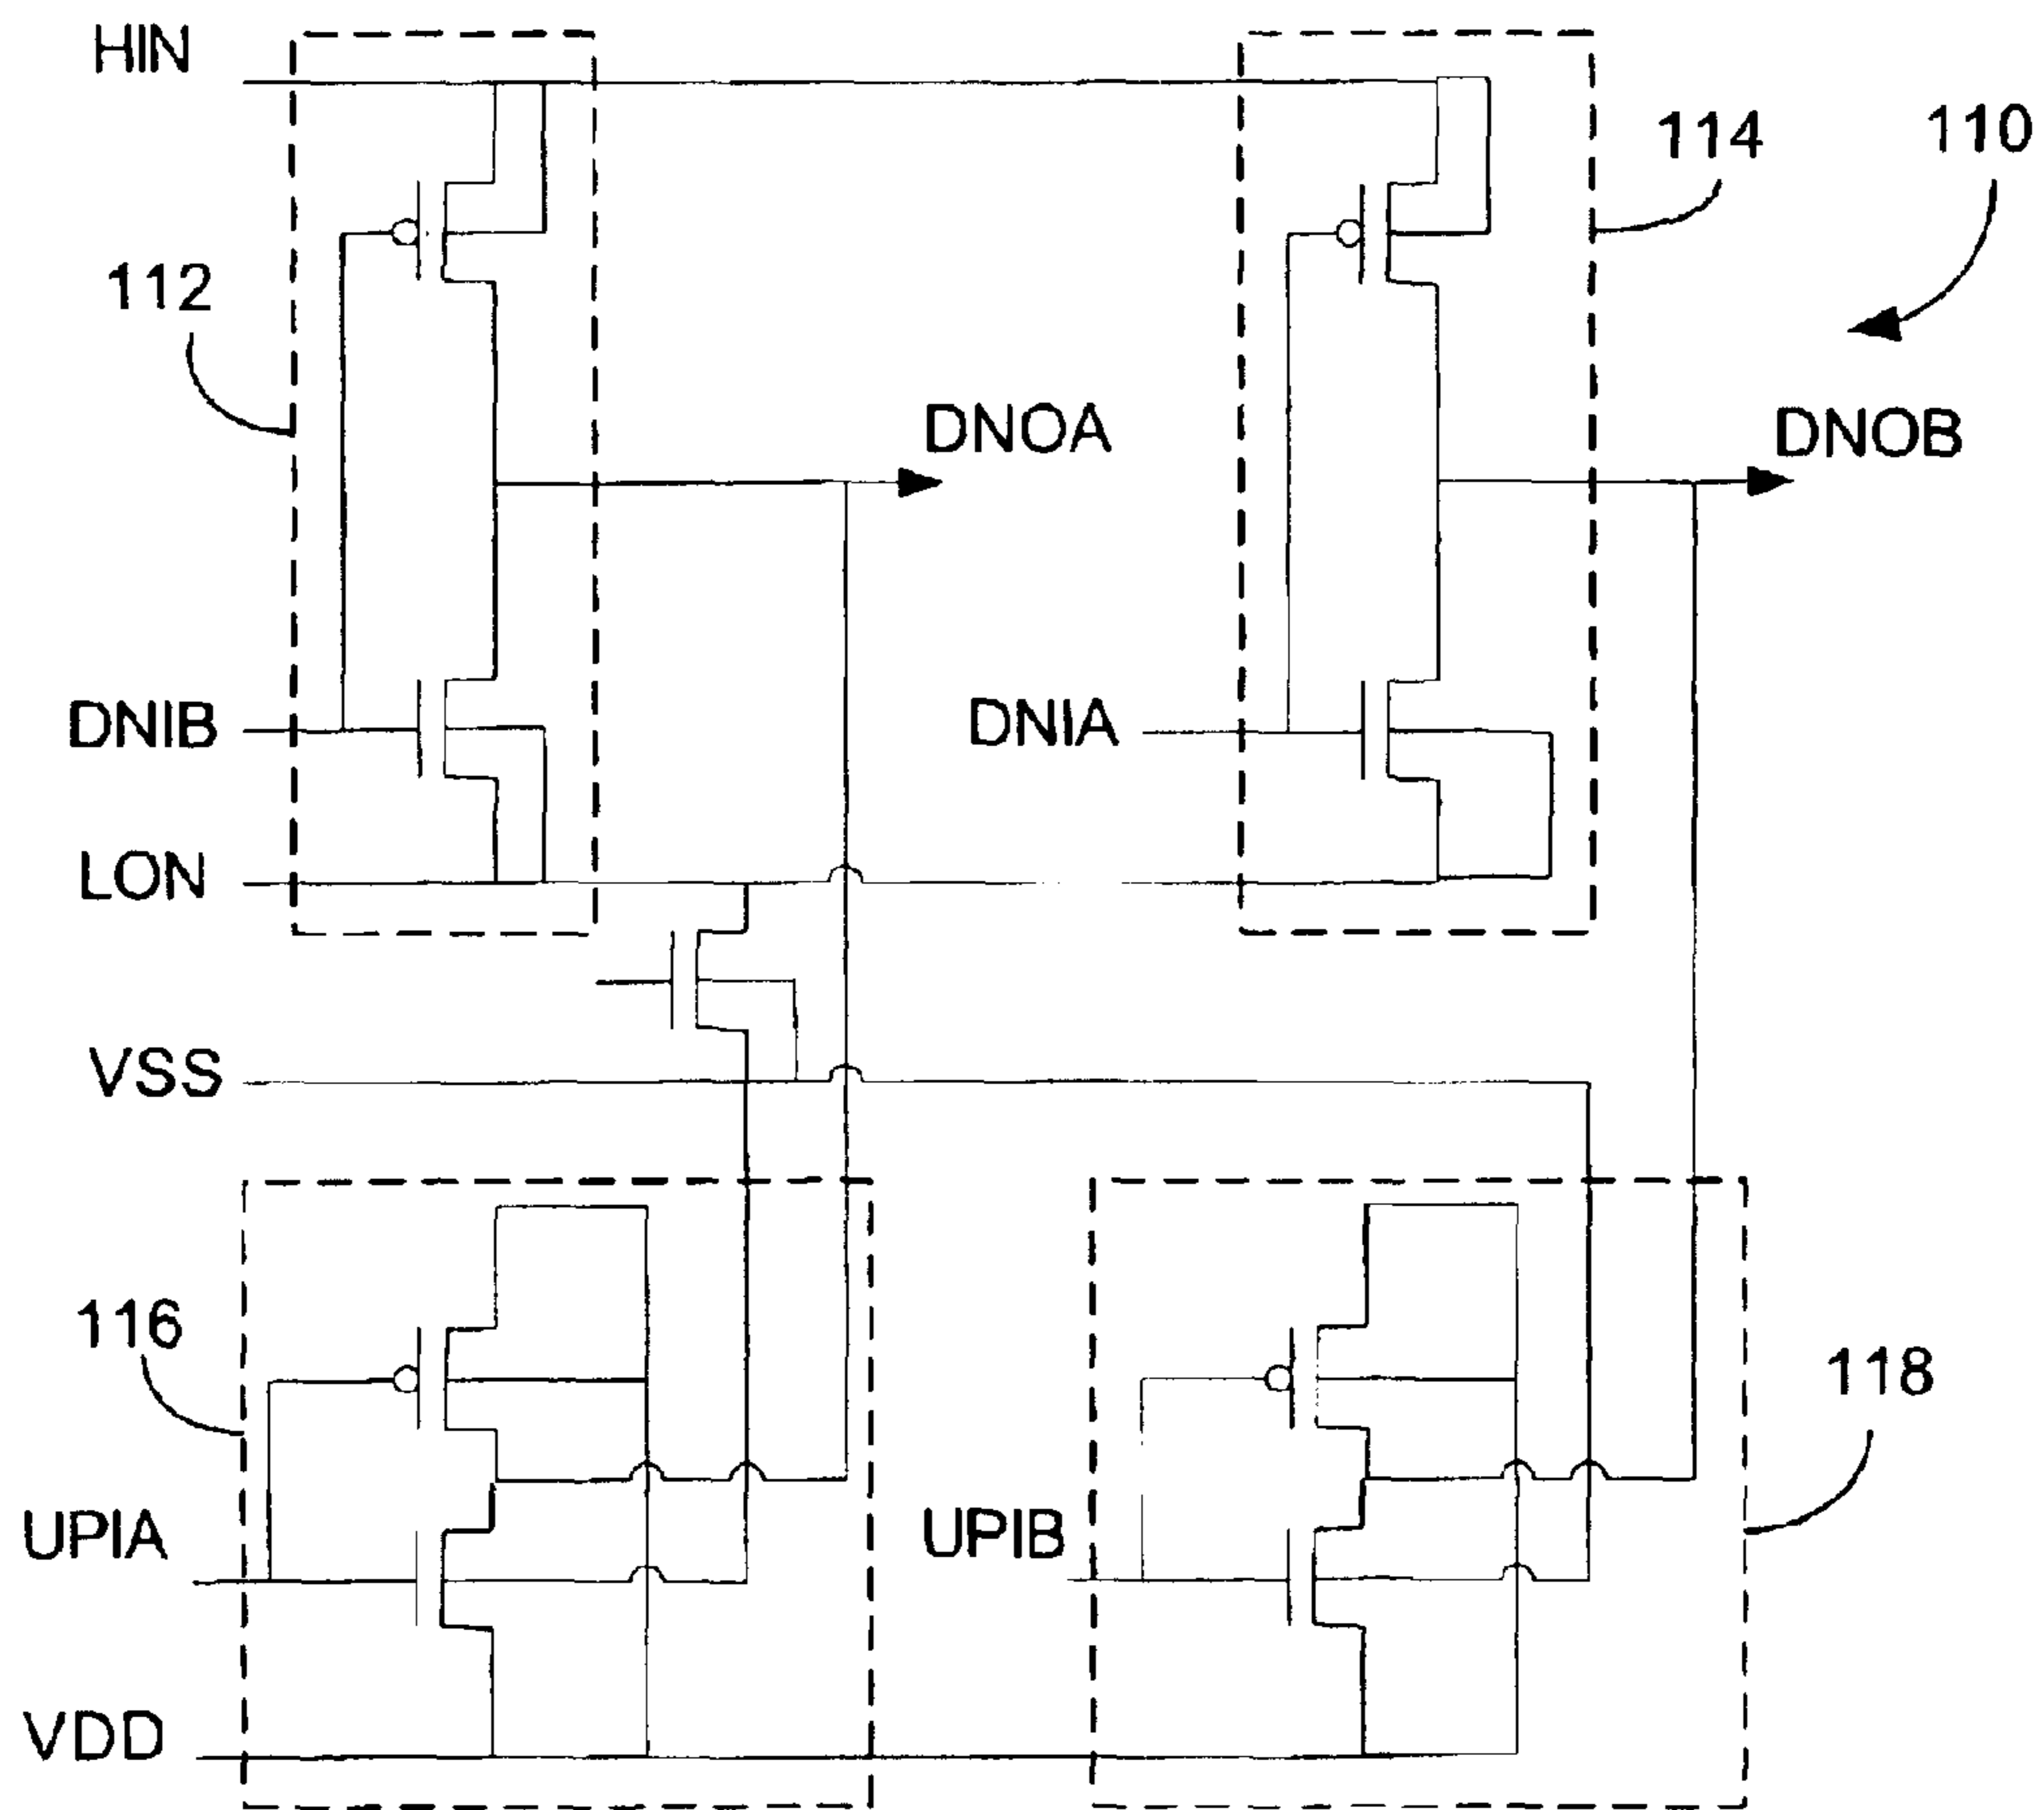 HIN
114
110
112
DNOA
DNOB
DNIB
DNIA
LON
VSS
116
118
UPIA
UPIB
VDD